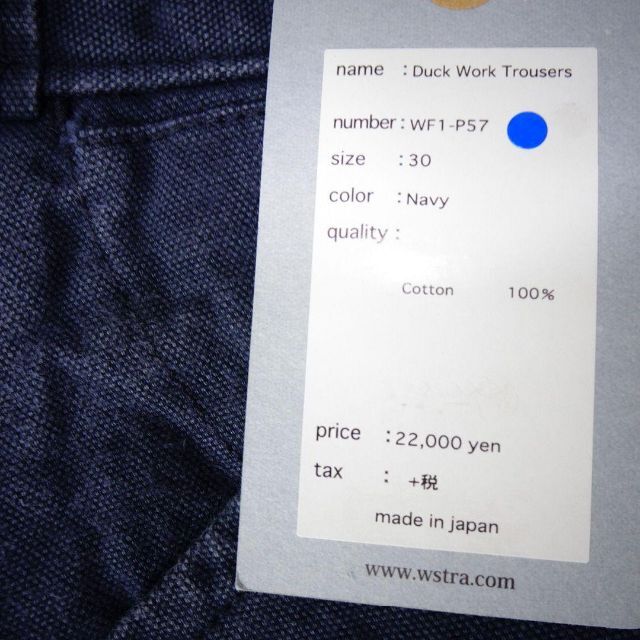 name : Duck Work Trousers
number : WF1-P57
size : 30
color : Navy
quality :
Cotton 100%
price : 22,000 yen
tax : +税
made in japan
www.wstra.com